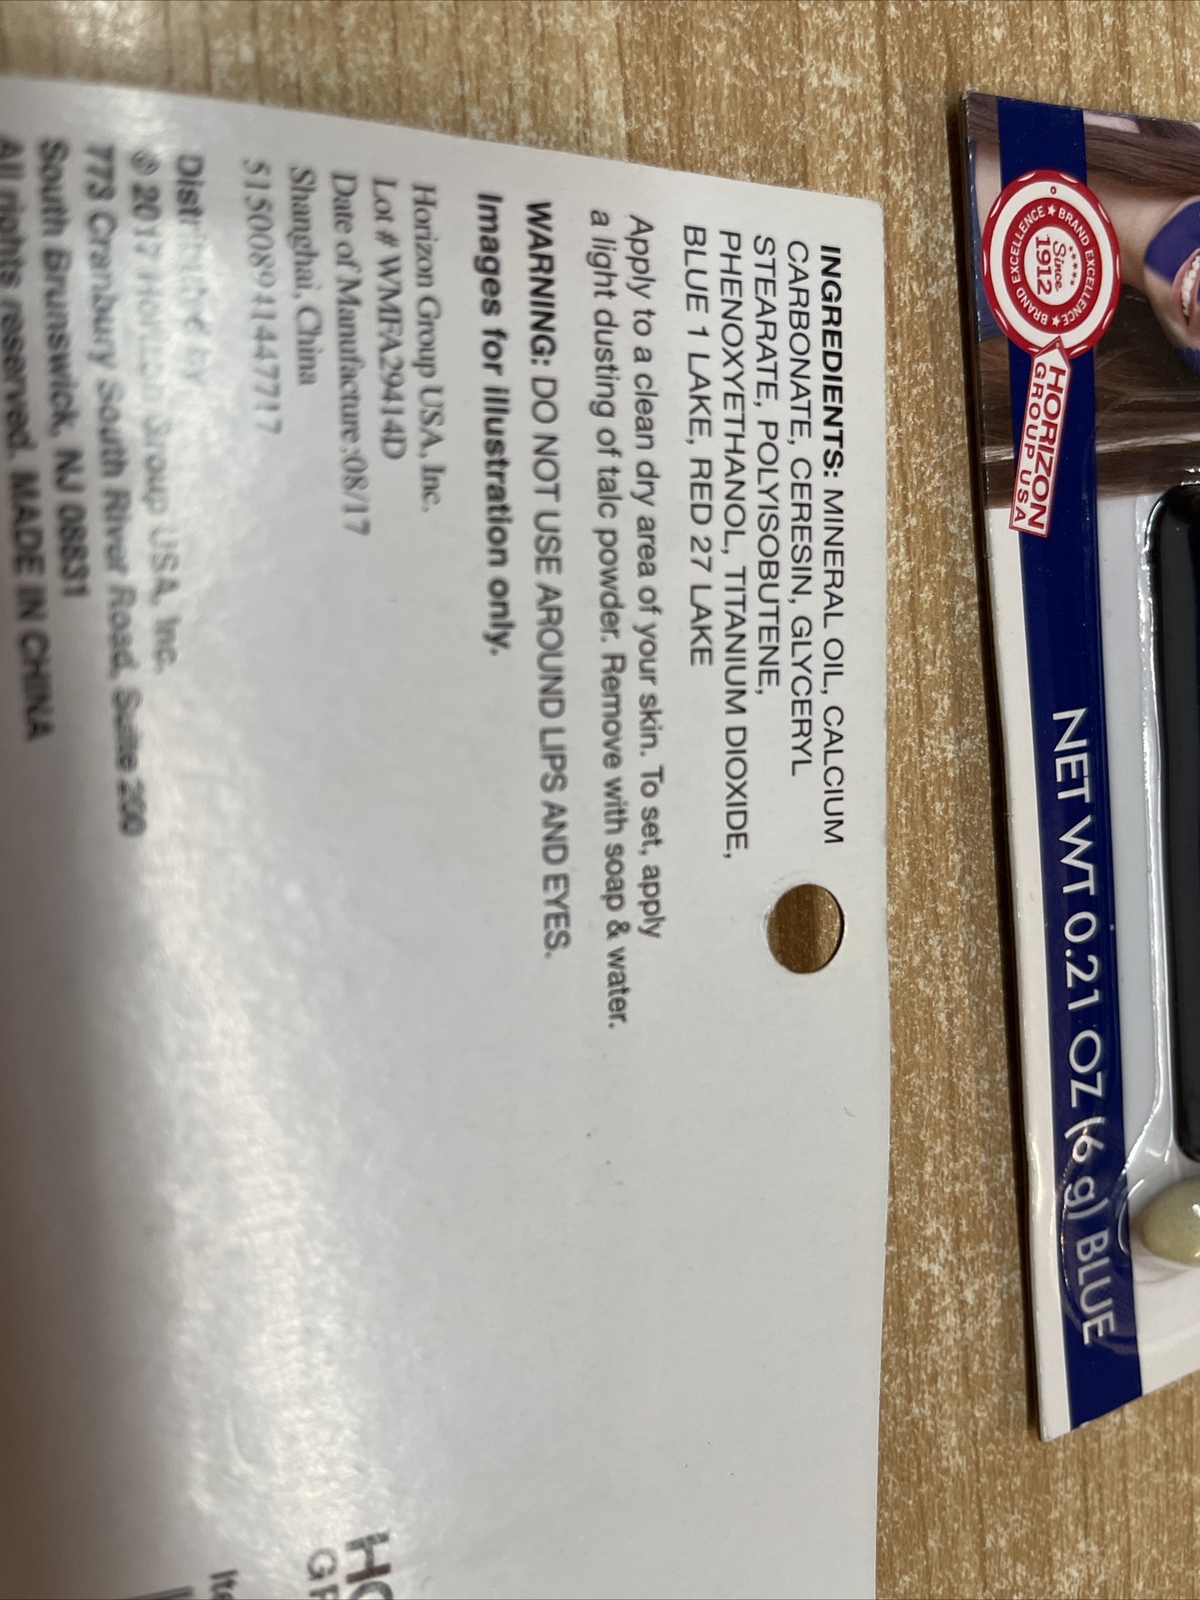 INGREDIENTS: MINERAL OIL, CALCIUM
CARBONATE, CERESIN, GLYCERYL
STEARATE, POLYISOBUTENE,
PHENOXYETHANOL, TITANIUM DIOXIDE,
BLUE 1 LAKE, RED 27 LAKE
Apply to a clean dry area of your skin. To set, apply
a light dusting of talc powder. Remove with soap & water.
WARNING: DO NOT USE AROUND LIPS AND EYES.
Images for illustration only.
Horizon Group USA, Inc.
Lot # WMFA29414D
Date of Manufacture:08/17
Shanghai, China
515008941447717
Distributed by
© 2017 Horizon Group USA, Inc.
773 Cranbury South River Road, Suite 200
South Brunswick, NJ 08831
All rights reserved. MADE IN CHINA
BRAND EXCELLENCE ★ BRAND EXCELLENCE ★
Since
1912
HORIZON
GROUP USA
NET WT 0.21 OZ (6 g) BLUE